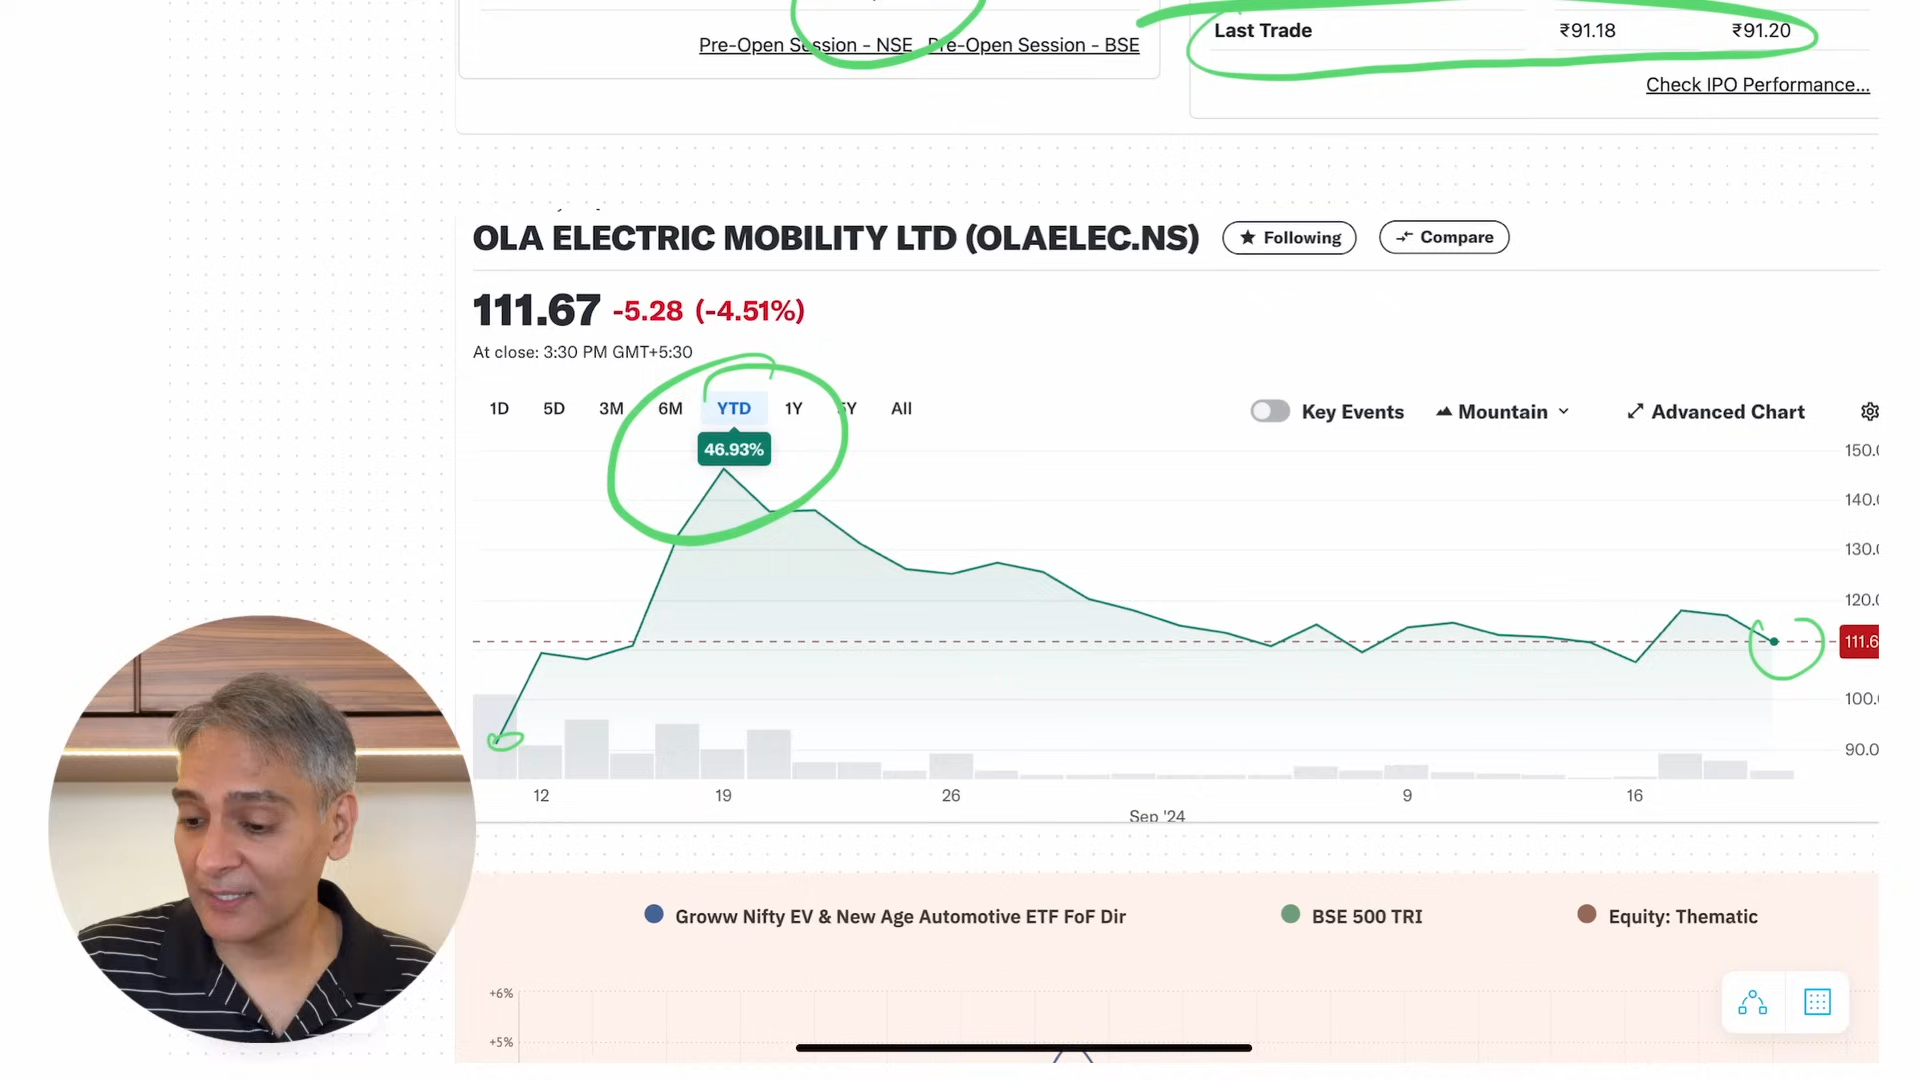 Last Trade ₹91.18 ₹91.20
Pre-Open Session - NSE Pre-Open Session - BSE
Check IPO Performance...
OLA ELECTRIC MOBILITY LTD (OLAELEC.NS) Following Compare
111.67 -5.28 (-4.51%)
At close: 3:30 PM GMT+5:30
1D 5D 3M 6M YTD 1Y 5Y All Key Events Mountain Advanced Chart
46.93%
150.0
140.0
130.0
120.0
111.6
100.0
90.0
12 19 26 9 16
Sep '24
Groww Nifty EV & New Age Automotive ETF FoF Dir BSE 500 TRI Equity: Thematic
+6%
+5%